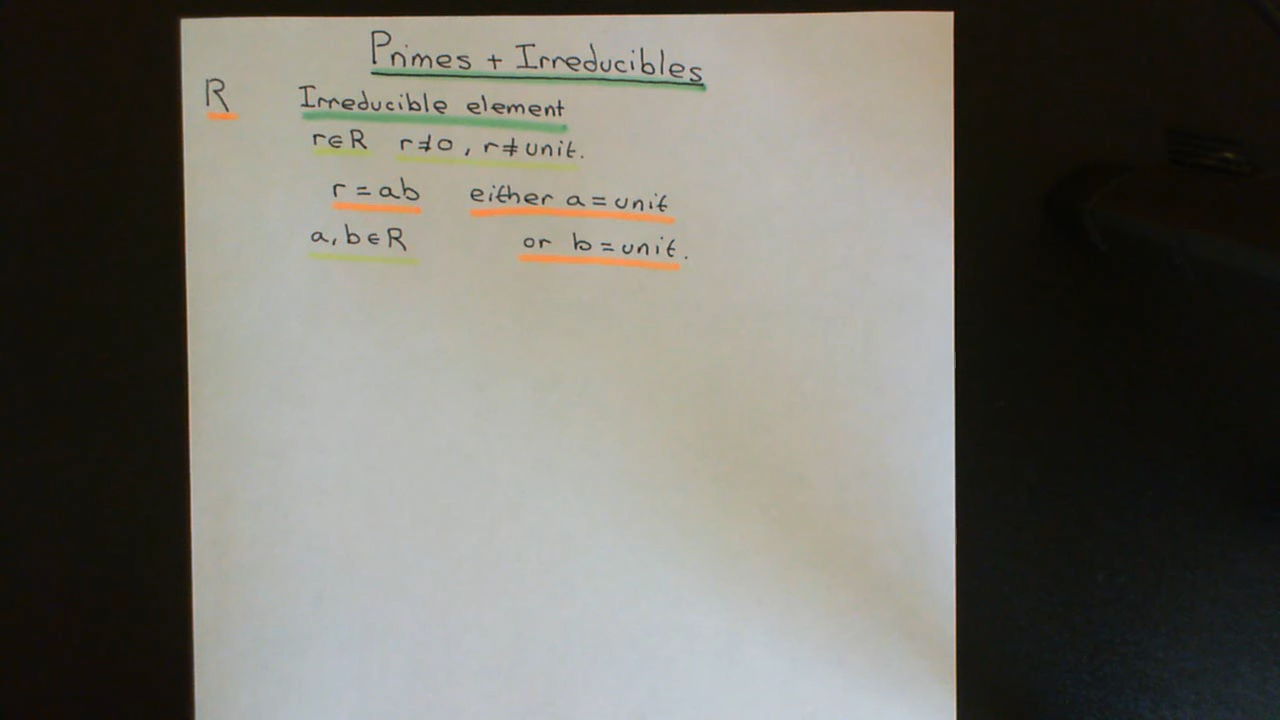 Primes + Irreducibles
R Irreducible element
r∈R r≠0, r≠unit.
r = ab either a = unit
a, b ∈ R or b = unit.